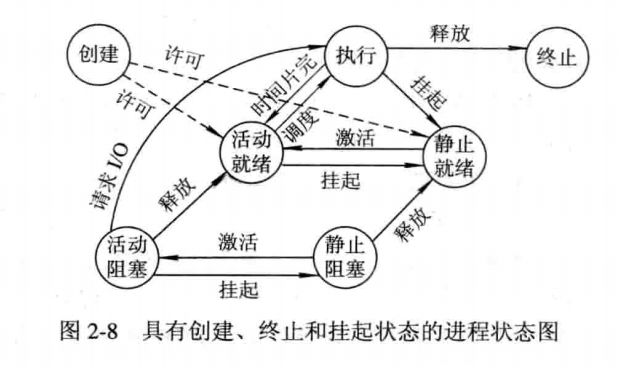 创建
许可
许可
执行
释放
终止
时间片完
调度
挂起
请求 I/O
活动
就绪
激活
挂起
静止
就绪
释放
释放
活动
阻塞
激活
挂起
静止
阻塞
图 2-8 具有创建、终止和挂起状态的进程状态图